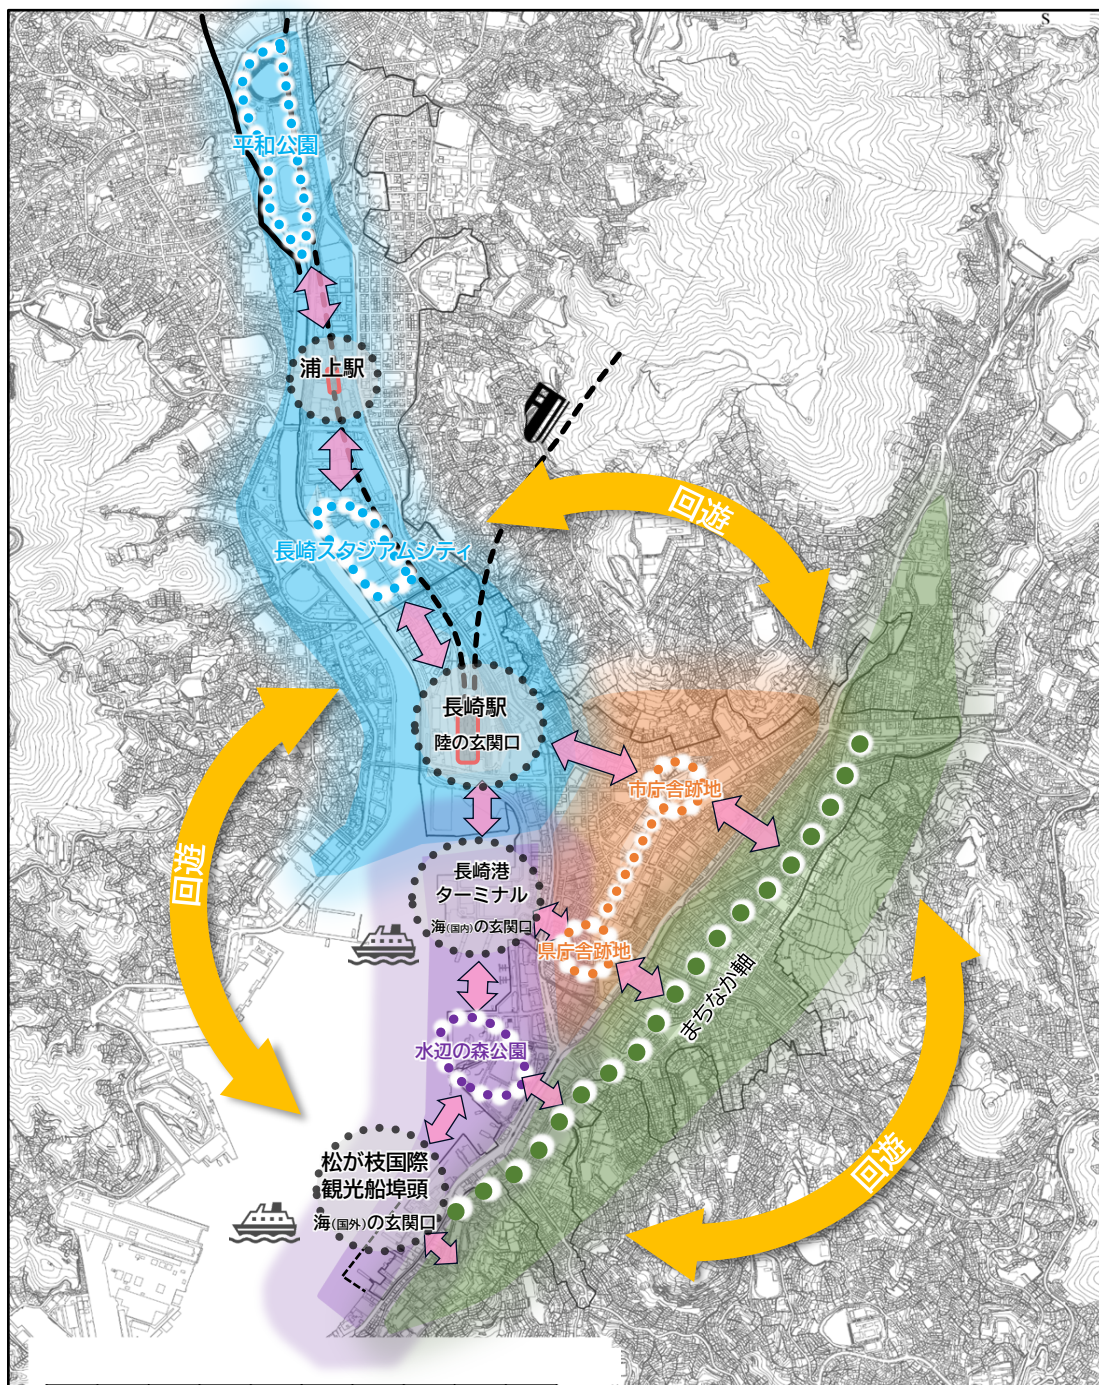 S
平和公園
浦上駅
回遊
長崎スタジアムシティ
長崎駅
陸の玄関口
市庁舎跡地
回遊
長崎港
ターミナル
海(国内)の玄関口
県庁舎跡地
まちなか軸
水辺の森公園
回遊
松が枝国際
観光船埠頭
海(国外)の玄関口